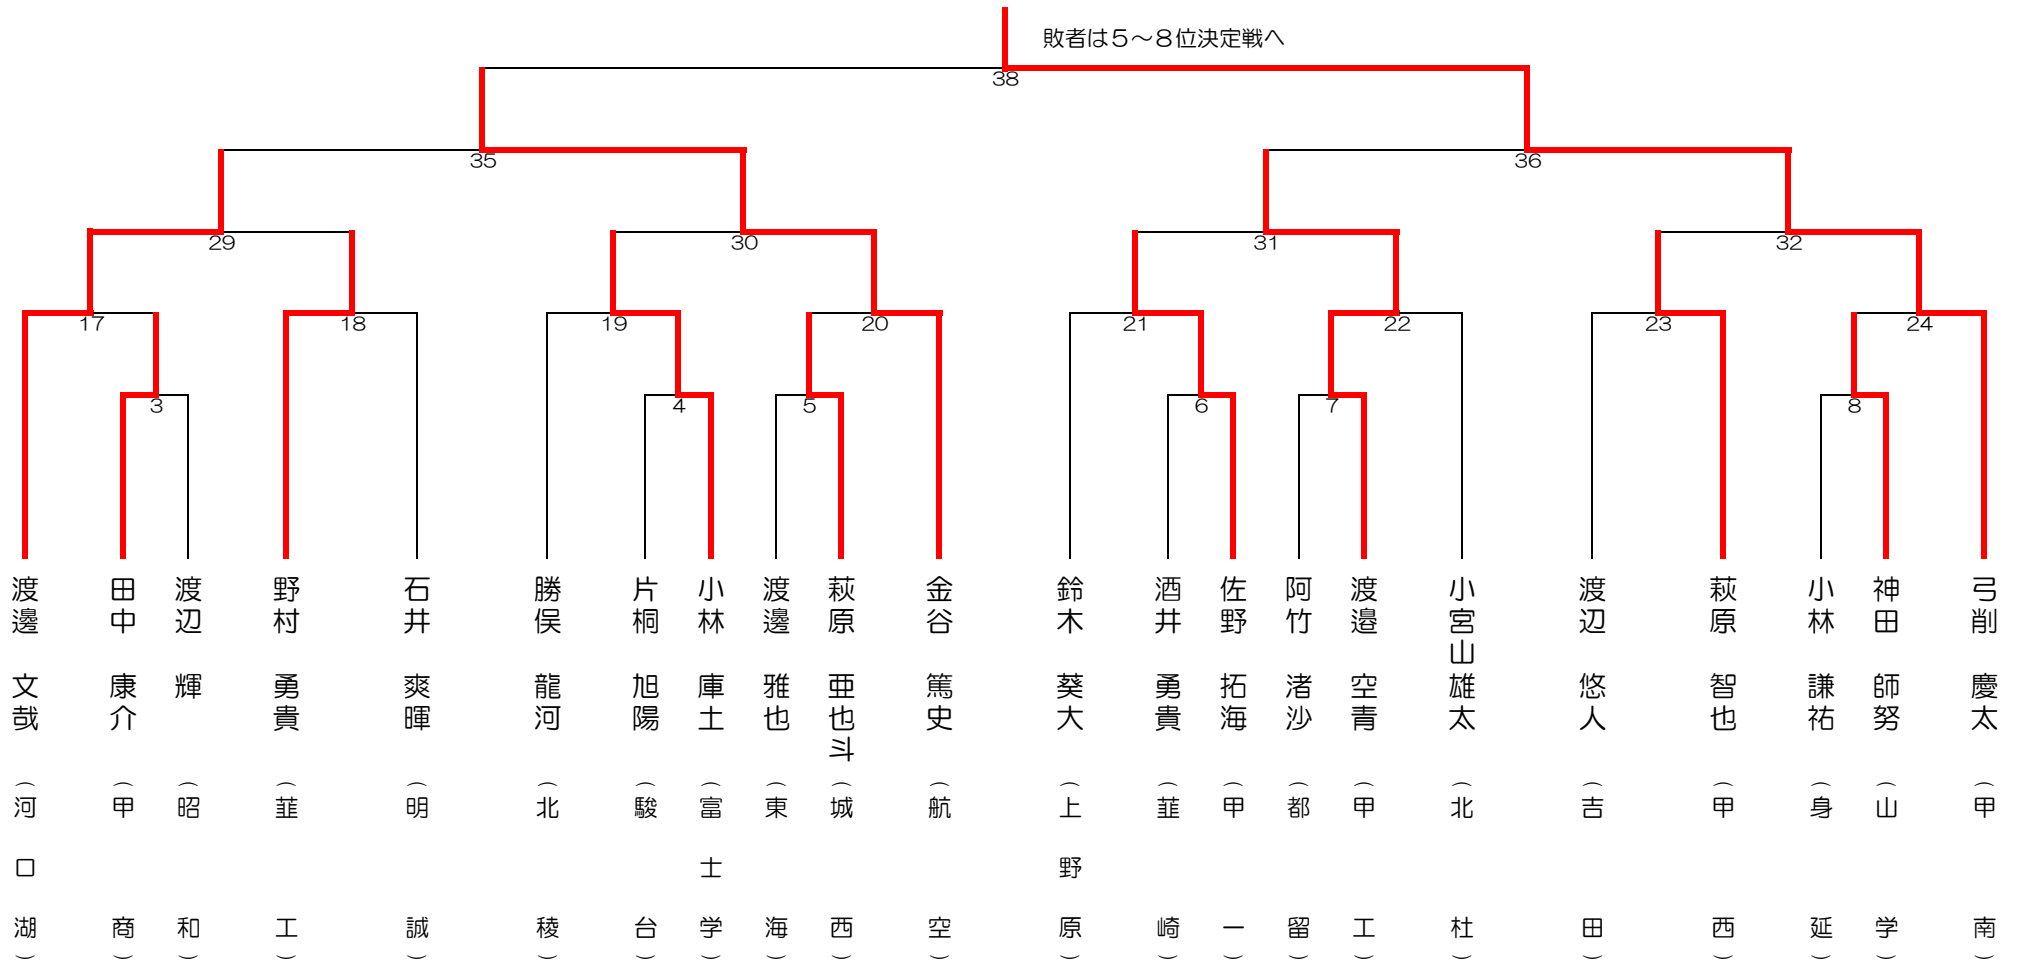 敗者は５～８位決定戦へ
38
35
36
29
30
31
32
17
18
19
20
21
22
23
24
3
4
5
6
7
8
渡邊 文哉 （河口湖）
田中 康介 （甲商）
渡辺 輝 （昭和）
野村 勇貴 （韮工）
石井 爽暉 （明誠）
勝俣 龍河 （北稜）
片桐 旭陽 （駿台）
小林 庫土 （富士学）
渡邊 雅也 （東海）
萩原 亜也斗 （城西）
金谷 篤史 （航空）
鈴木 葵大 （上野原）
酒井 勇貴 （韮崎）
佐野 拓海 （甲一）
阿竹 渚沙 （都留）
渡邉 空青 （甲工）
小宮山 雄太 （北杜）
渡辺 悠人 （吉田）
萩原 智也 （甲西）
小林 謙祐 （身延）
神田 師努 （山学）
弓削 慶太 （甲南）